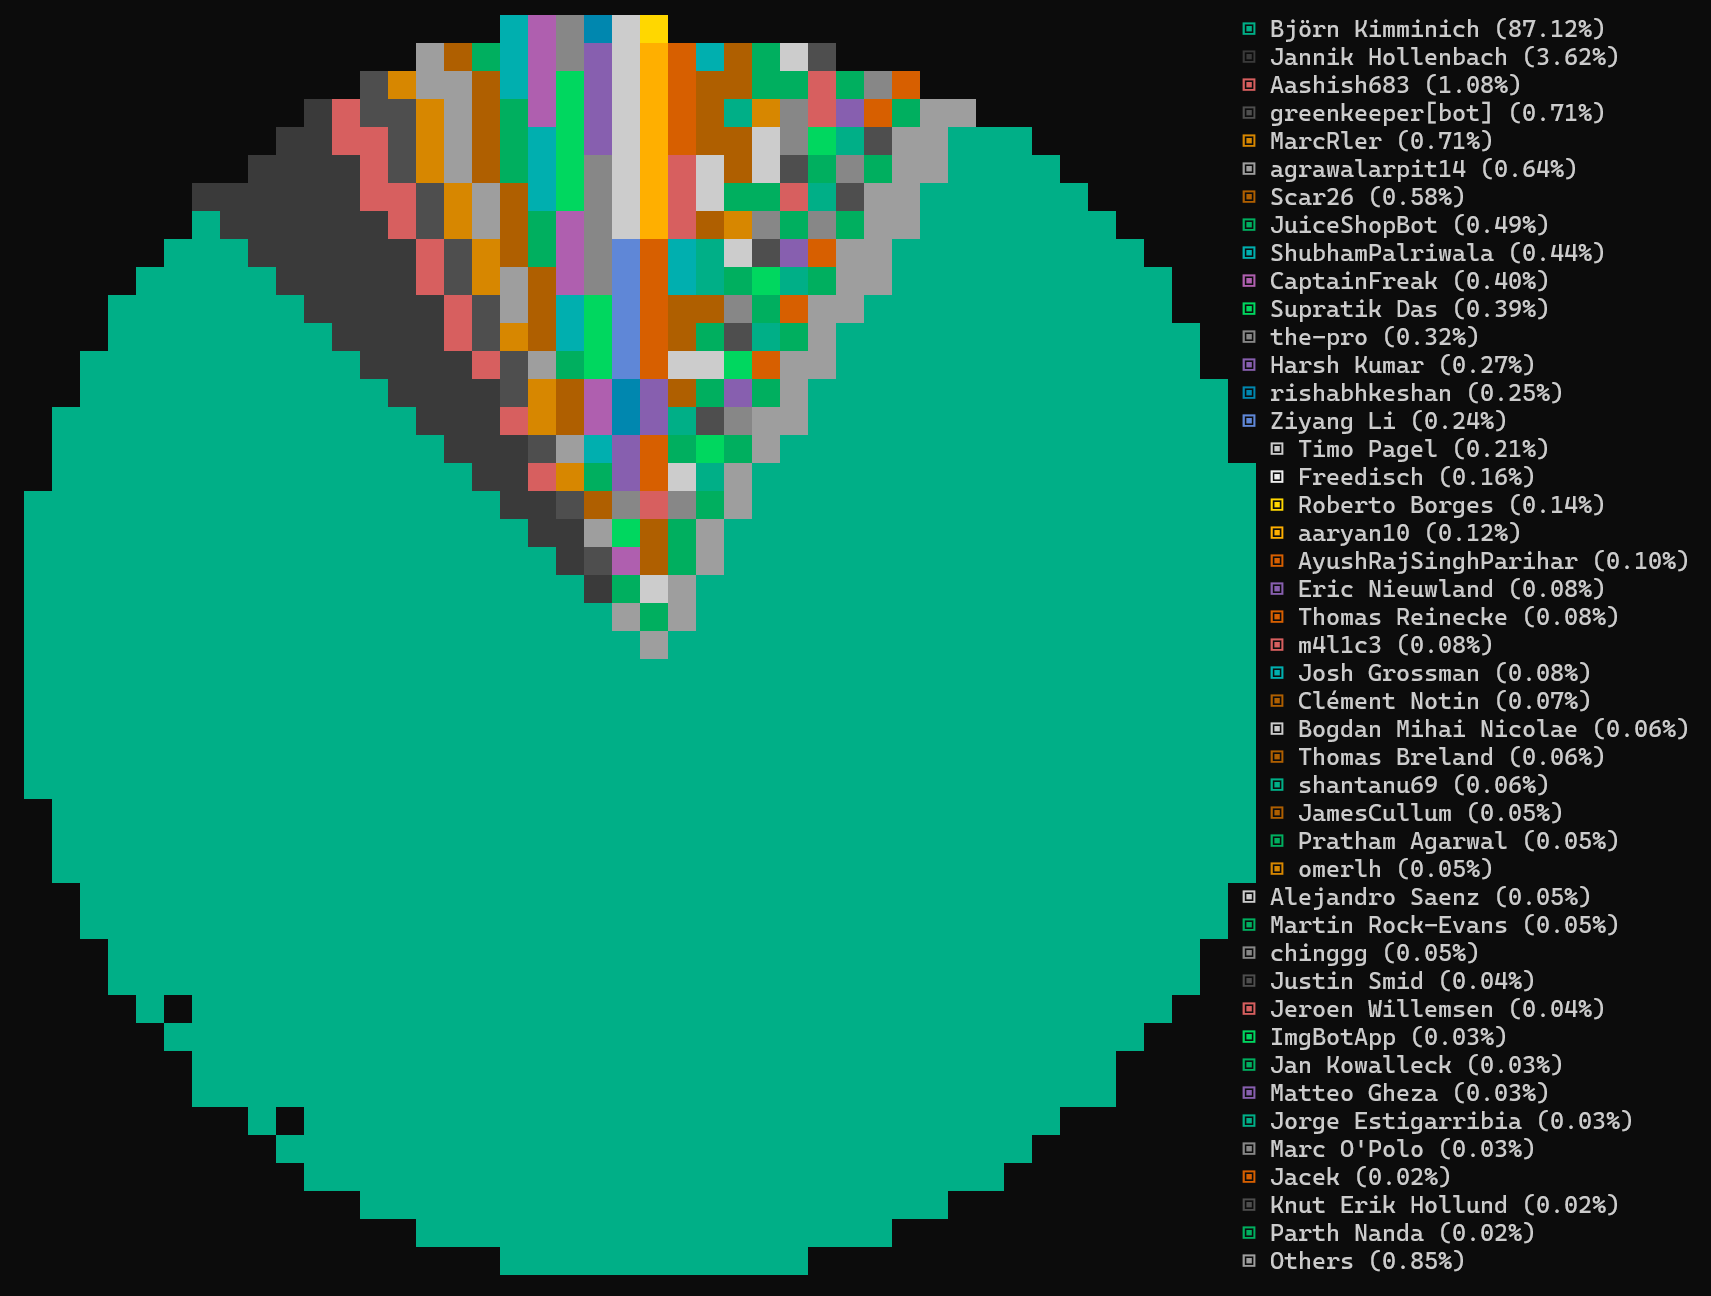 Björn Kimminich (87.12%)
Jannik Hollenbach (3.62%)
Aashish683 (1.08%)
greenkeeper[bot] (0.71%)
MarcRler (0.71%)
agrawalarpit14 (0.64%)
Scar26 (0.58%)
JuiceShopBot (0.49%)
ShubhamPalriwala (0.44%)
CaptainFreak (0.40%)
Supratik Das (0.39%)
the-pro (0.32%)
Harsh Kumar (0.27%)
rishabhkeshan (0.25%)
Ziyang Li (0.24%)
Timo Pagel (0.21%)
Freedisch (0.16%)
Roberto Borges (0.14%)
aaryan10 (0.12%)
AyushRajSinghParihar (0.10%)
Eric Nieuwland (0.08%)
Thomas Reinecke (0.08%)
m4l1c3 (0.08%)
Josh Grossman (0.08%)
Clément Notin (0.07%)
Bogdan Mihai Nicolae (0.06%)
Thomas Breland (0.06%)
shantanu69 (0.06%)
JamesCullum (0.05%)
Pratham Agarwal (0.05%)
omerlh (0.05%)
Alejandro Saenz (0.05%)
Martin Rock-Evans (0.05%)
chinggg (0.05%)
Justin Smid (0.04%)
Jeroen Willemsen (0.04%)
ImgBotApp (0.03%)
Jan Kowalleck (0.03%)
Matteo Gheza (0.03%)
Jorge Estigarribia (0.03%)
Marc O'Polo (0.03%)
Jacek (0.02%)
Knut Erik Hollund (0.02%)
Parth Nanda (0.02%)
Others (0.85%)